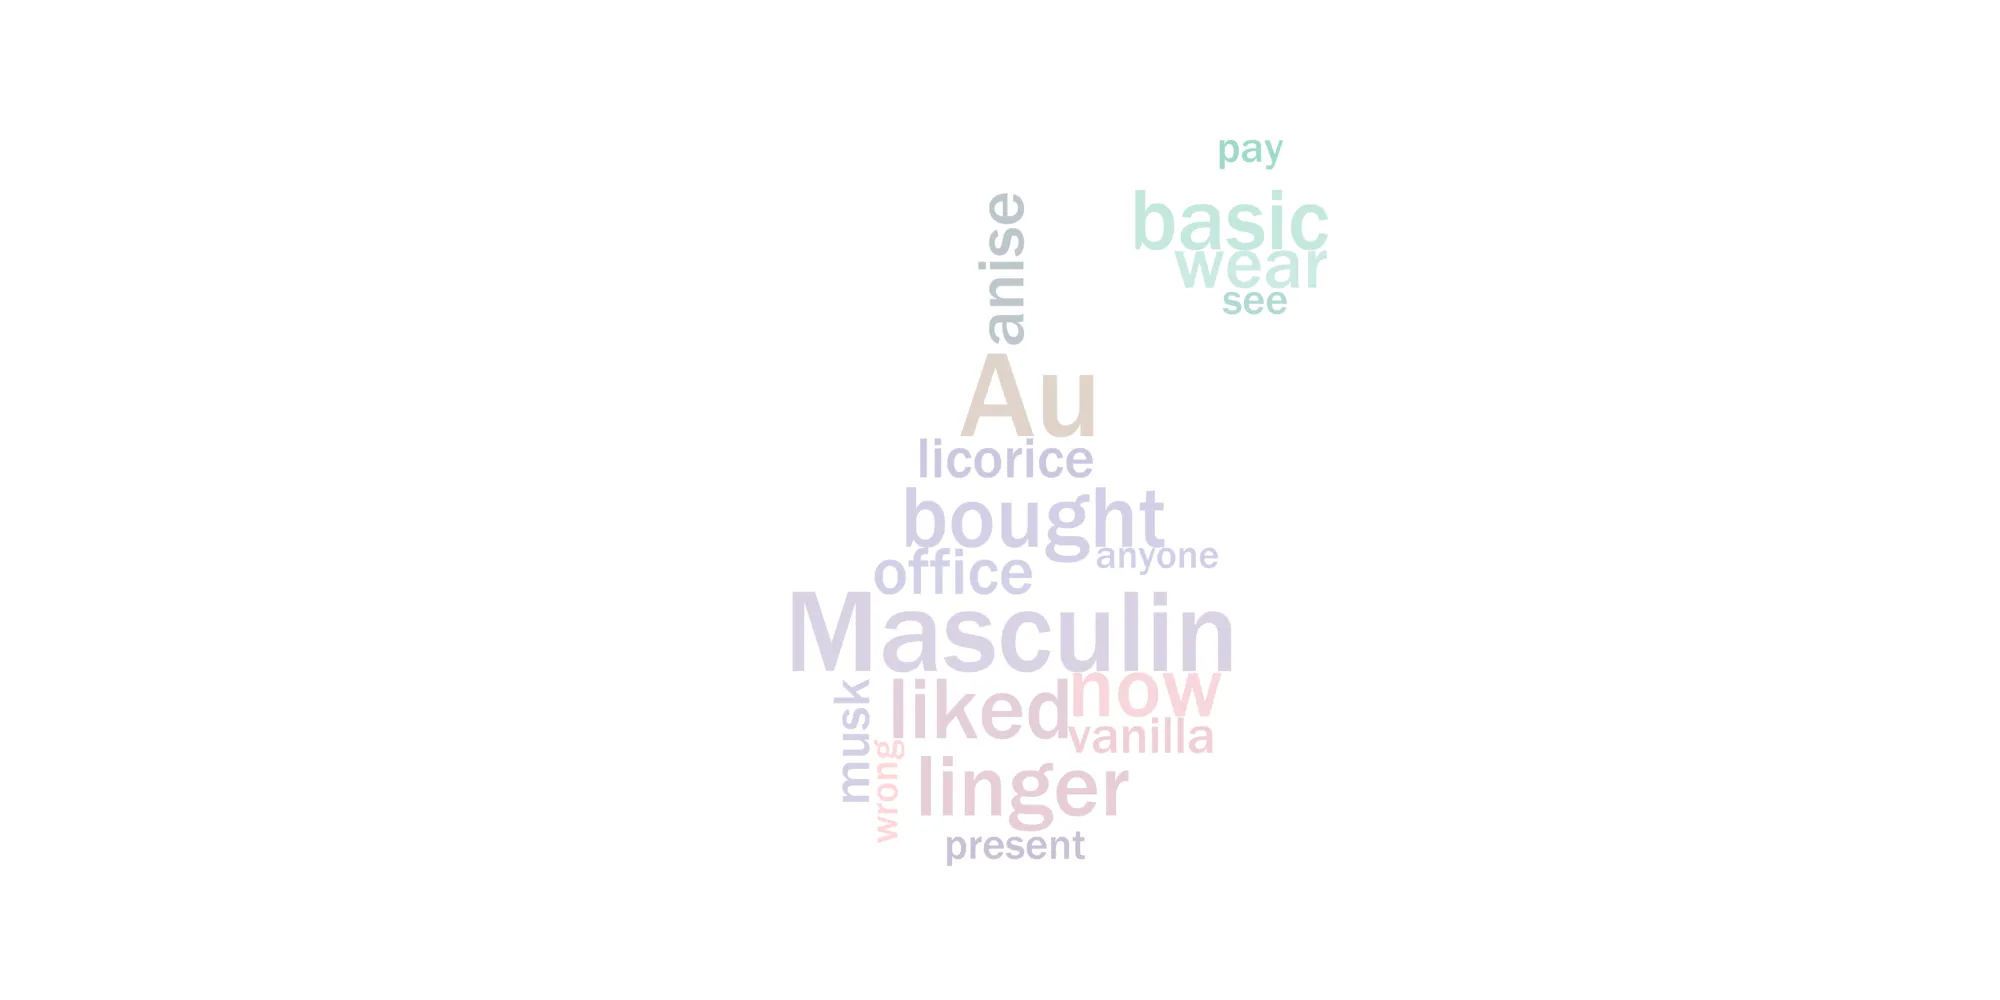 pay
basic
wear
see
anise
Au
licorice
bought
anyone
office
Masculin
musk
liked
now
vanilla
wrong
linger
present